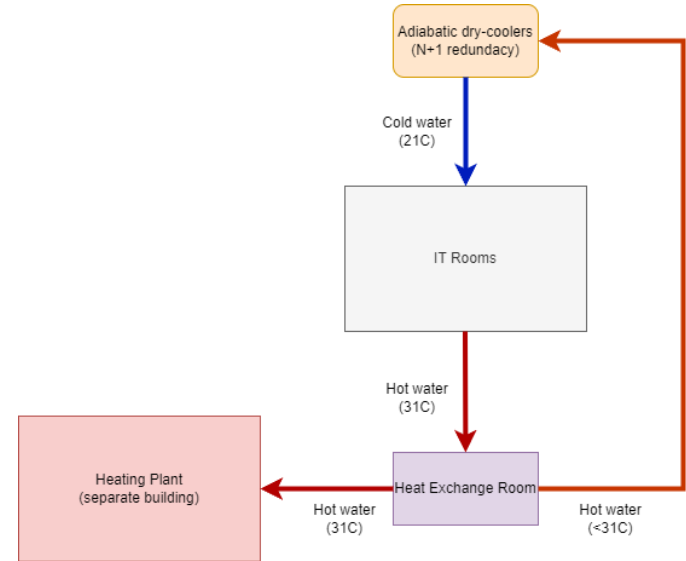 Adiabatic dry-coolers
(N+1 redundacy)
Cold water
(21C)
IT Rooms
Hot water
(31C)
Heating Plant
(separate building)
Heat Exchange Room
Hot water
(31C)
Hot water
(<31C)